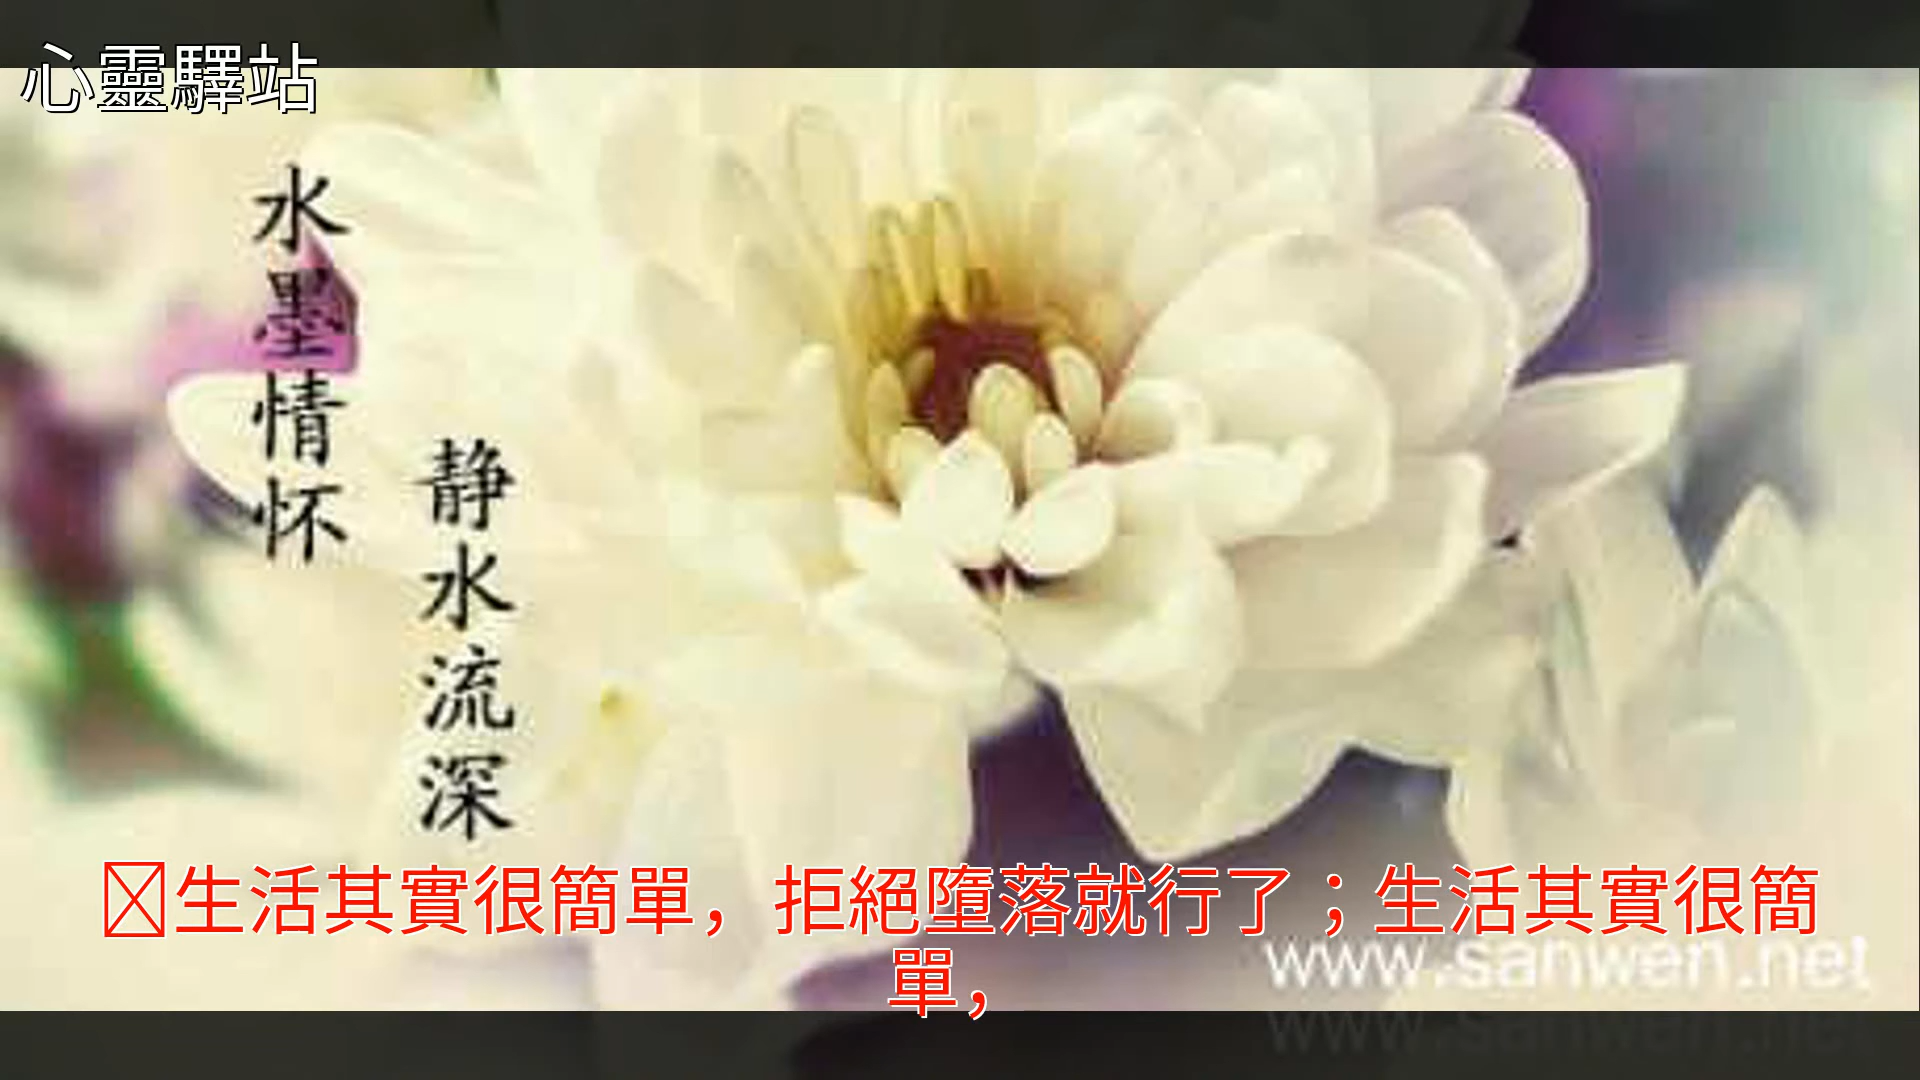 心靈驛站
水墨情怀
静水流深
生活其實很簡單，拒絕墮落就行了；生活其實很簡
單，
www.sanwen.net